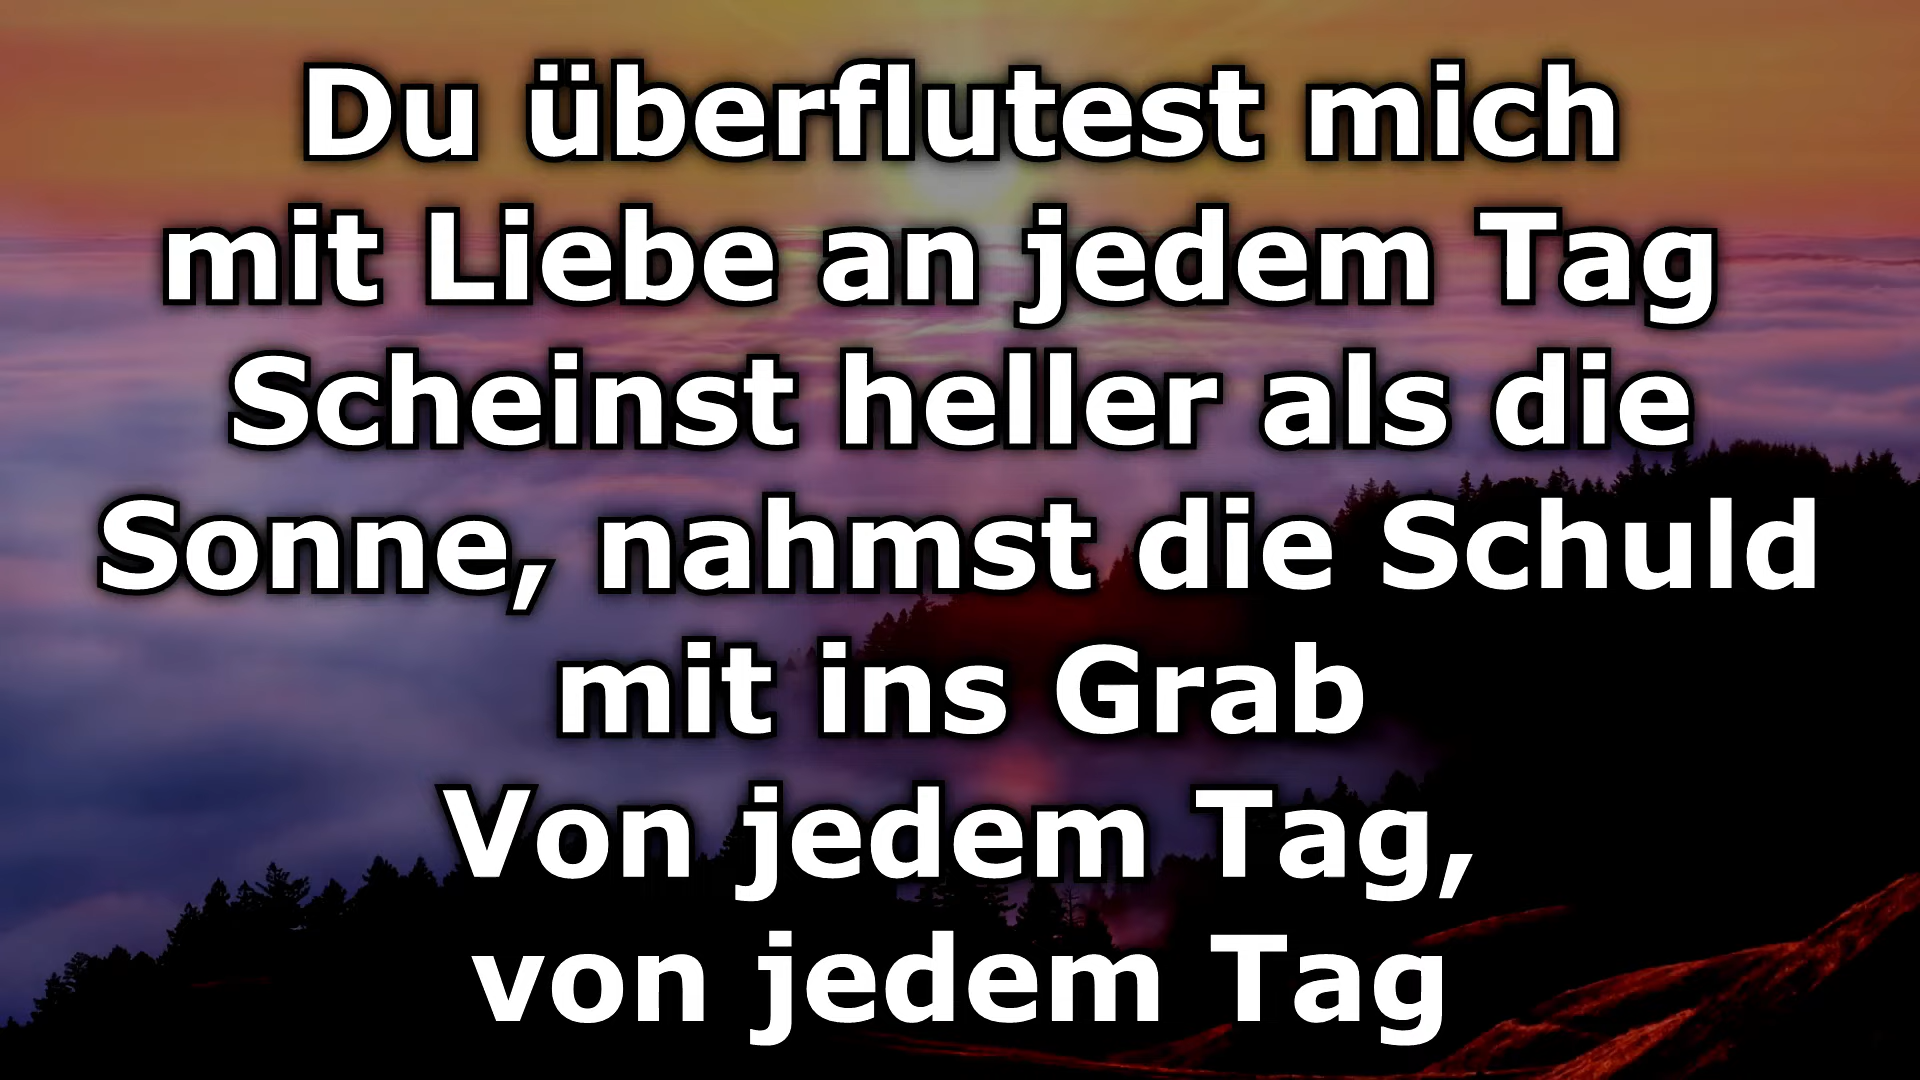 Du überflutest mich
mit Liebe an jedem Tag
Scheinst heller als die
Sonne, nahmst die Schuld
mit ins Grab
Von jedem Tag,
von jedem Tag